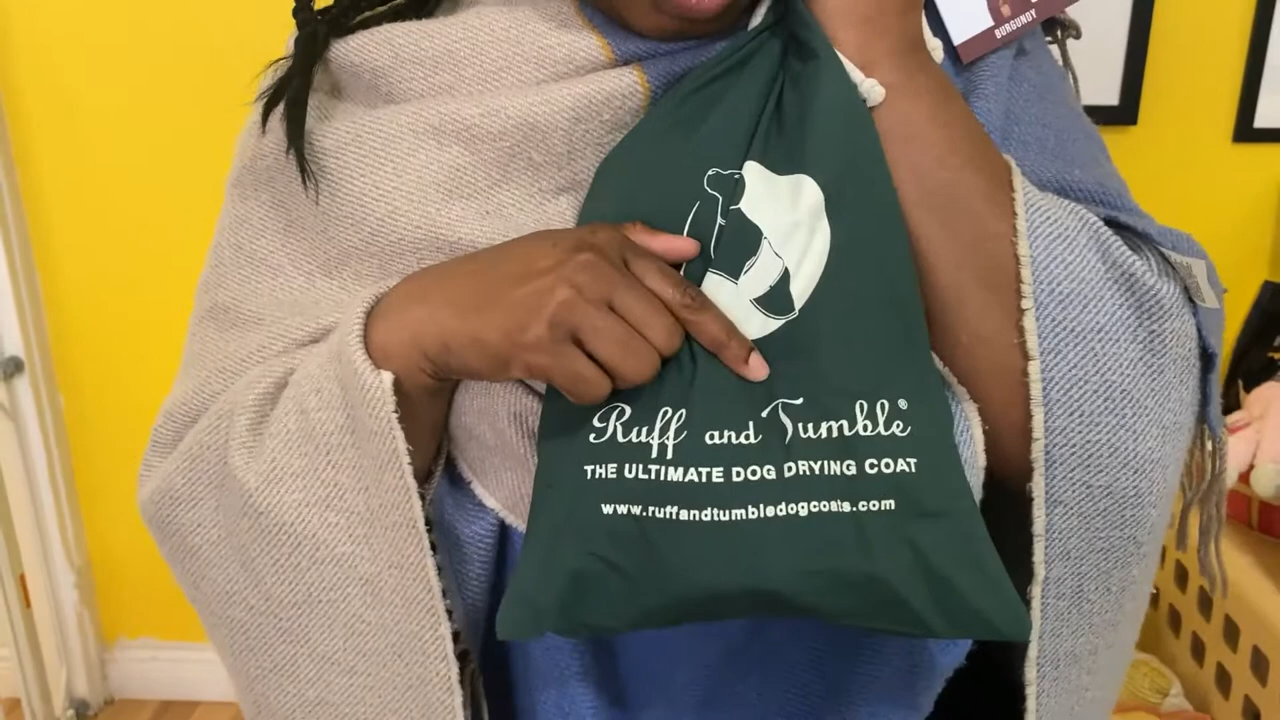 BURGUNDY
Ruff and Tumble®
THE ULTIMATE DOG DRYING COAT
www.ruffandtumbledogcoats.com